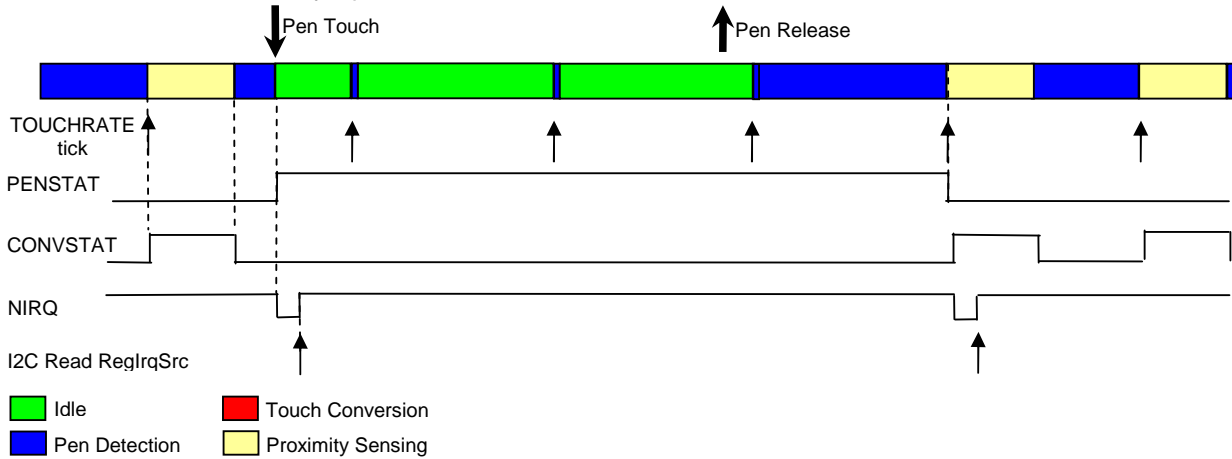 Pen Touch
Pen Release
TOUCHRATE
tick
PENSTAT
CONVSTAT
NIRQ
I2C Read RegIrqSrc
Idle
Touch Conversion
Pen Detection
Proximity Sensing